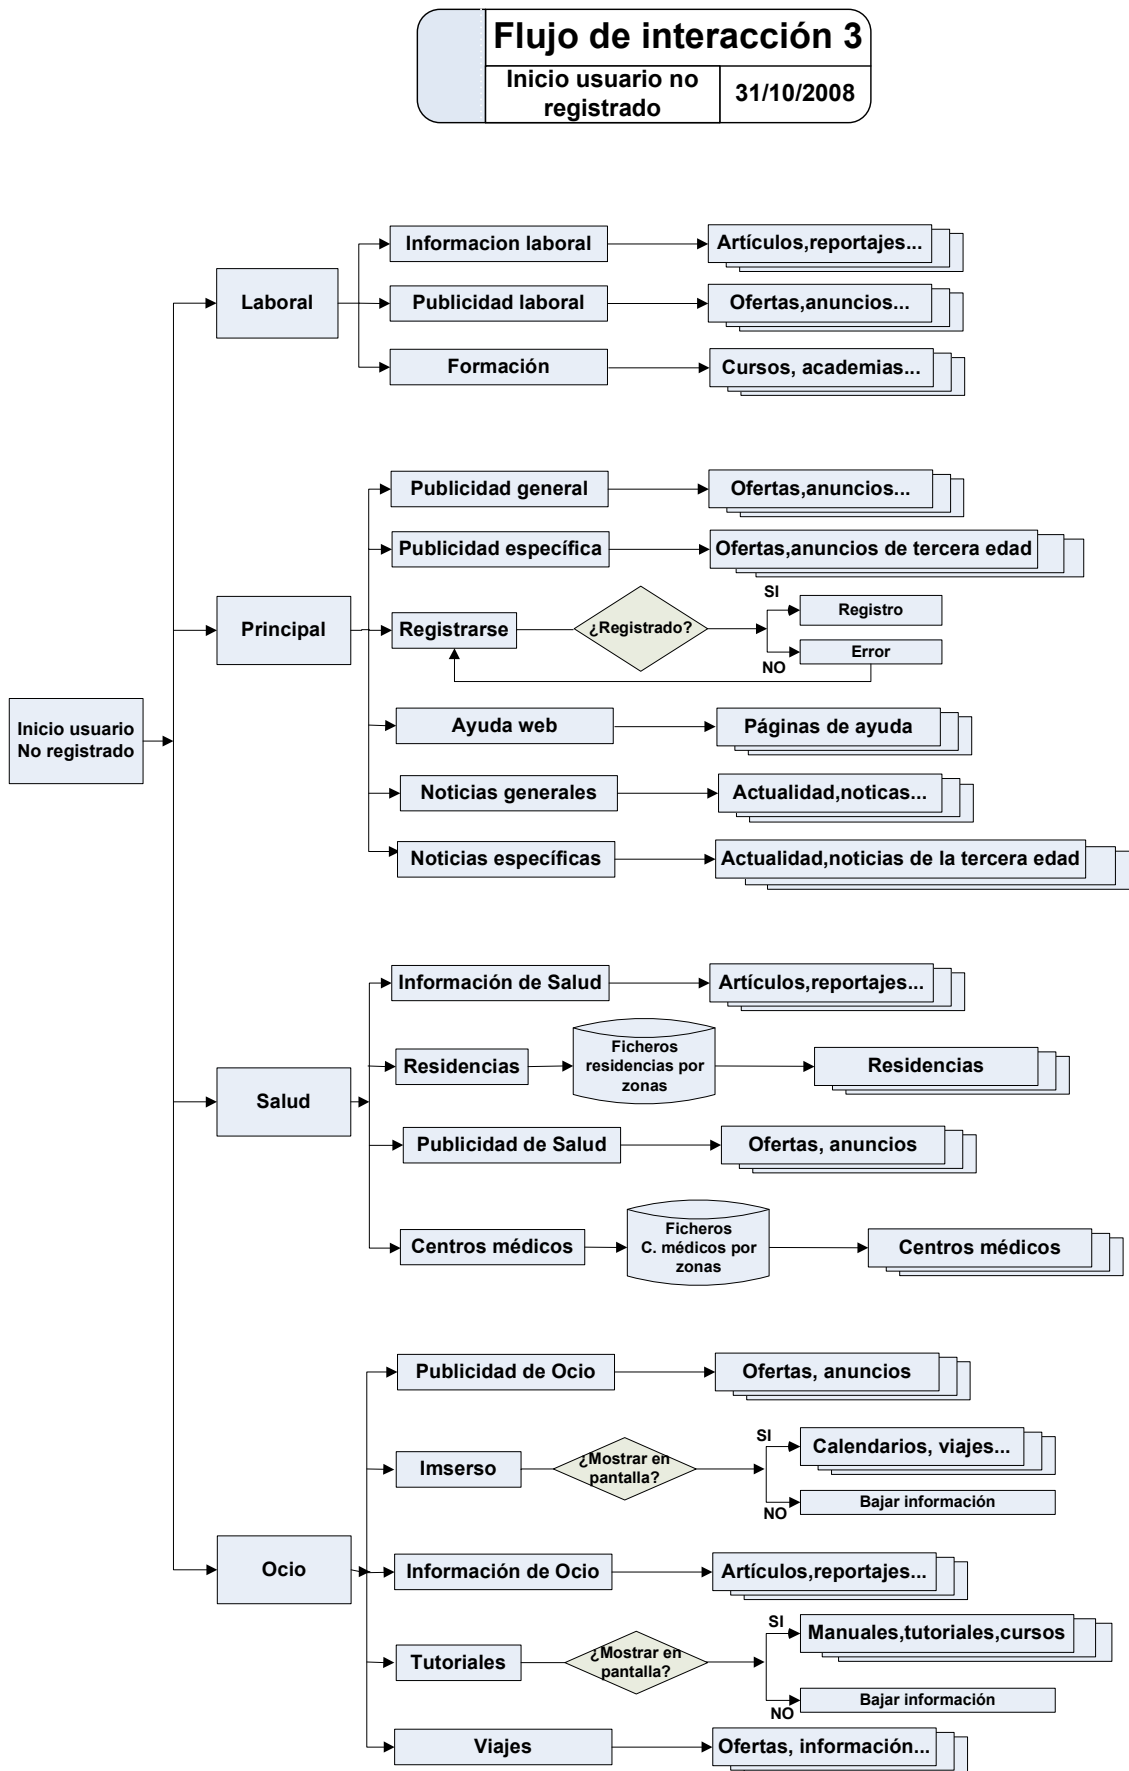 Flujo de interacción 3
Inicio usuario no
registrado
31/10/2008
Informacion laboral
Artículos,reportajes...
Laboral
Publicidad laboral
Ofertas,anuncios...
Formación
Cursos, academias...
Publicidad general
Ofertas,anuncios...
Publicidad específica
Ofertas,anuncios de tercera edad
SI
Registro
Principal
Registrarse
¿Registrado?
Error
NO
Inicio usuario
No registrado
Ayuda web
Páginas de ayuda
Noticias generales
Actualidad,noticas...
Noticias específicas
Actualidad,noticias de la tercera edad
Información de Salud
Artículos,reportajes...
Residencias
Ficheros
residencias por
zonas
Residencias
Salud
Publicidad de Salud
Ofertas, anuncios
Centros médicos
Ficheros
C. médicos por
zonas
Centros médicos
Publicidad de Ocio
Ofertas, anuncios
SI
Calendarios, viajes...
Imserso
¿Mostrar en
pantalla?
Bajar información
NO
Ocio
Información de Ocio
Artículos,reportajes...
SI
Manuales,tutoriales,cursos
Tutoriales
¿Mostrar en
pantalla?
Bajar información
NO
Viajes
Ofertas, información...